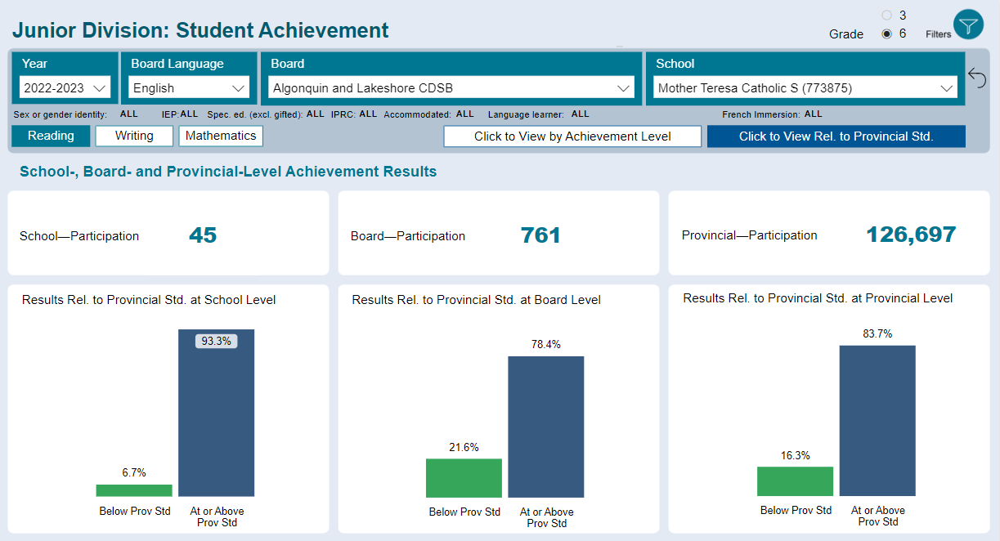 Junior Division: Student Achievement
Grade
3
6
Filters
Year
Board Language
Board
School
2022-2023
English
Algonquin and Lakeshore CDSB
Mother Teresa Catholic S (773875)
Sex or gender identity: ALL IEP: ALL Spec. ed. (excl. gifted): ALL IPRC: ALL Accommodated: ALL Language learner: ALL French Immersion: ALL
Reading
Writing
Mathematics
Click to View by Achievement Level
Click to View Rel. to Provincial Std.
School-, Board- and Provincial-Level Achievement Results
School—Participation 45
Board—Participation 761
Provincial—Participation 126,697
Results Rel. to Provincial Std. at School Level
93.3%
6.7%
Below Prov Std
At or Above
Prov Std
Results Rel. to Provincial Std. at Board Level
78.4%
21.6%
Below Prov Std
At or Above
Prov Std
Results Rel. to Provincial Std. at Provincial Level
83.7%
16.3%
Below Prov Std
At or Above
Prov Std